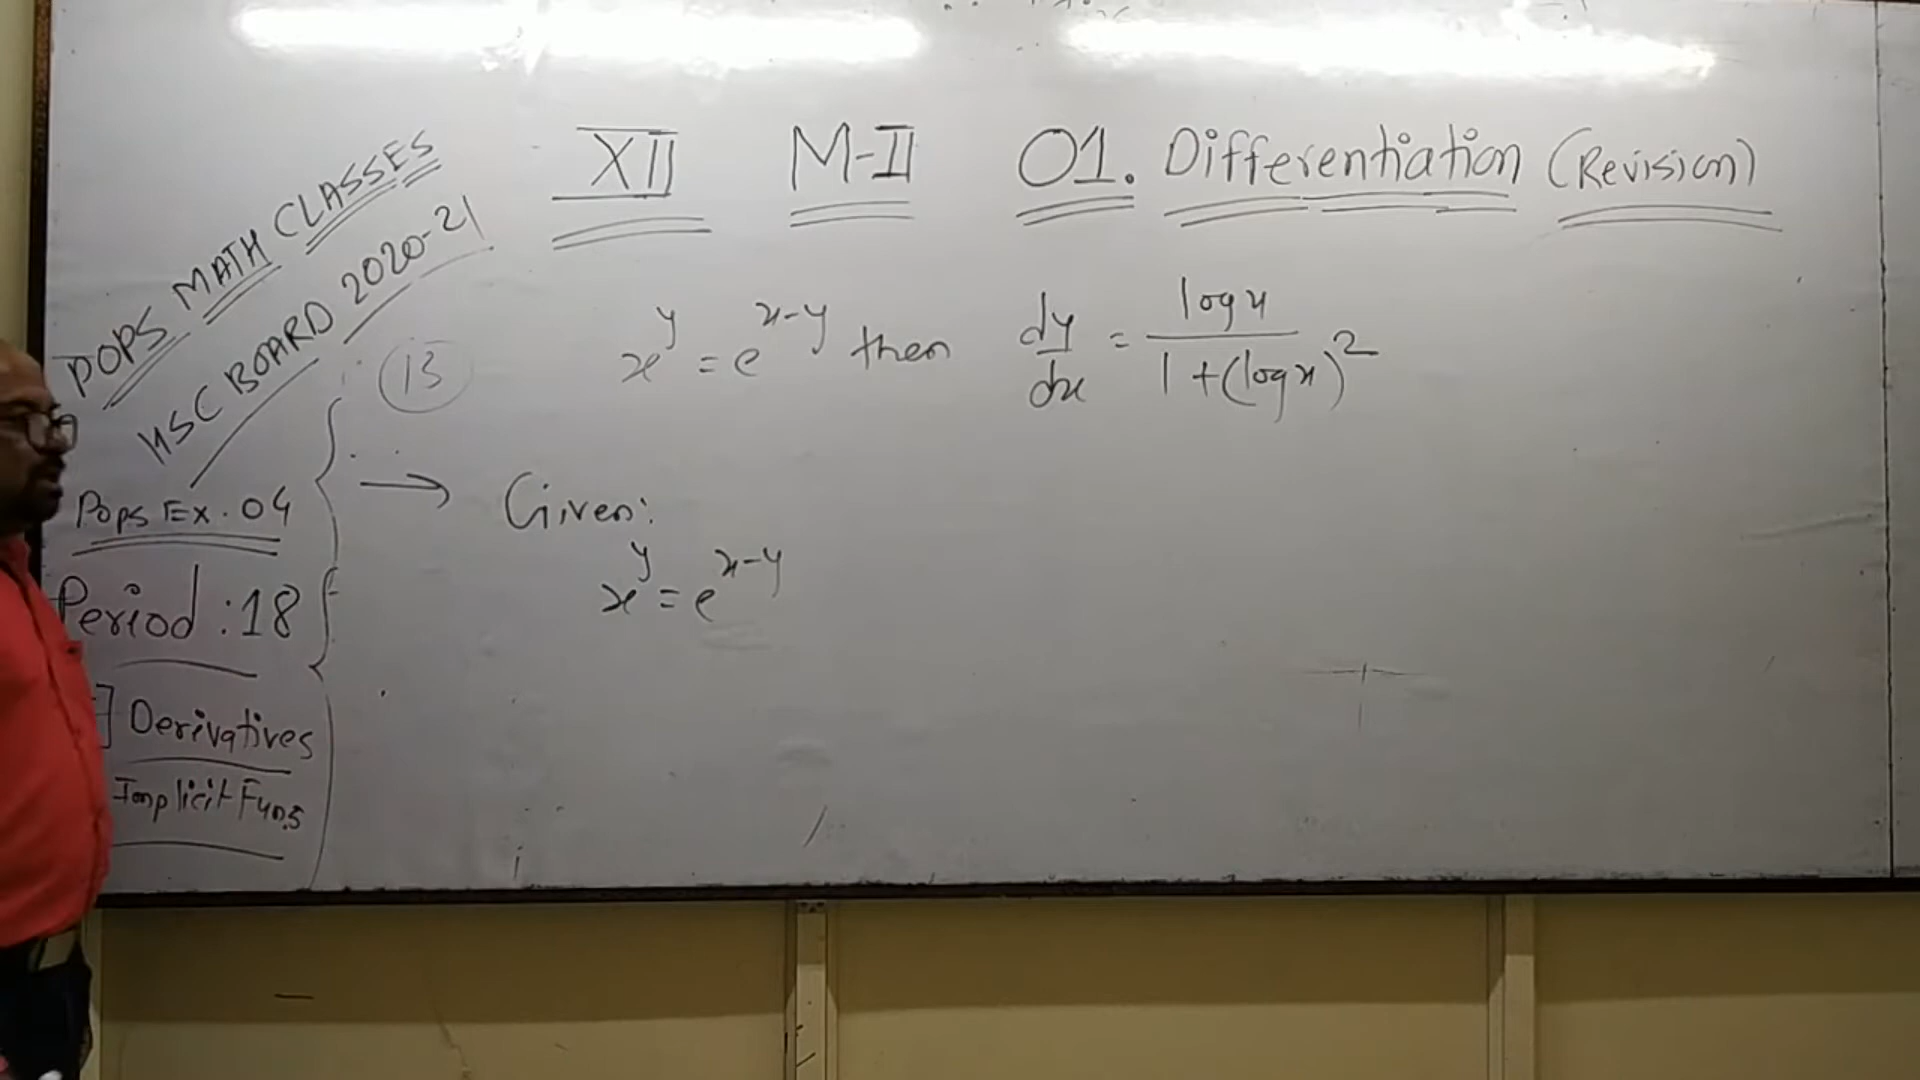 XII M-II 01. Differentiation (Revision)
POPS MATH CLASSES
HSC BOARD 2020-21
Pops Ex. 04
Period : 18
] Derivatives
Implicit Funs
(13) x^y = e^(x-y) then dy/dx = log x / (1 + (log x)^2)
→ Given:
x^y = e^(x-y)